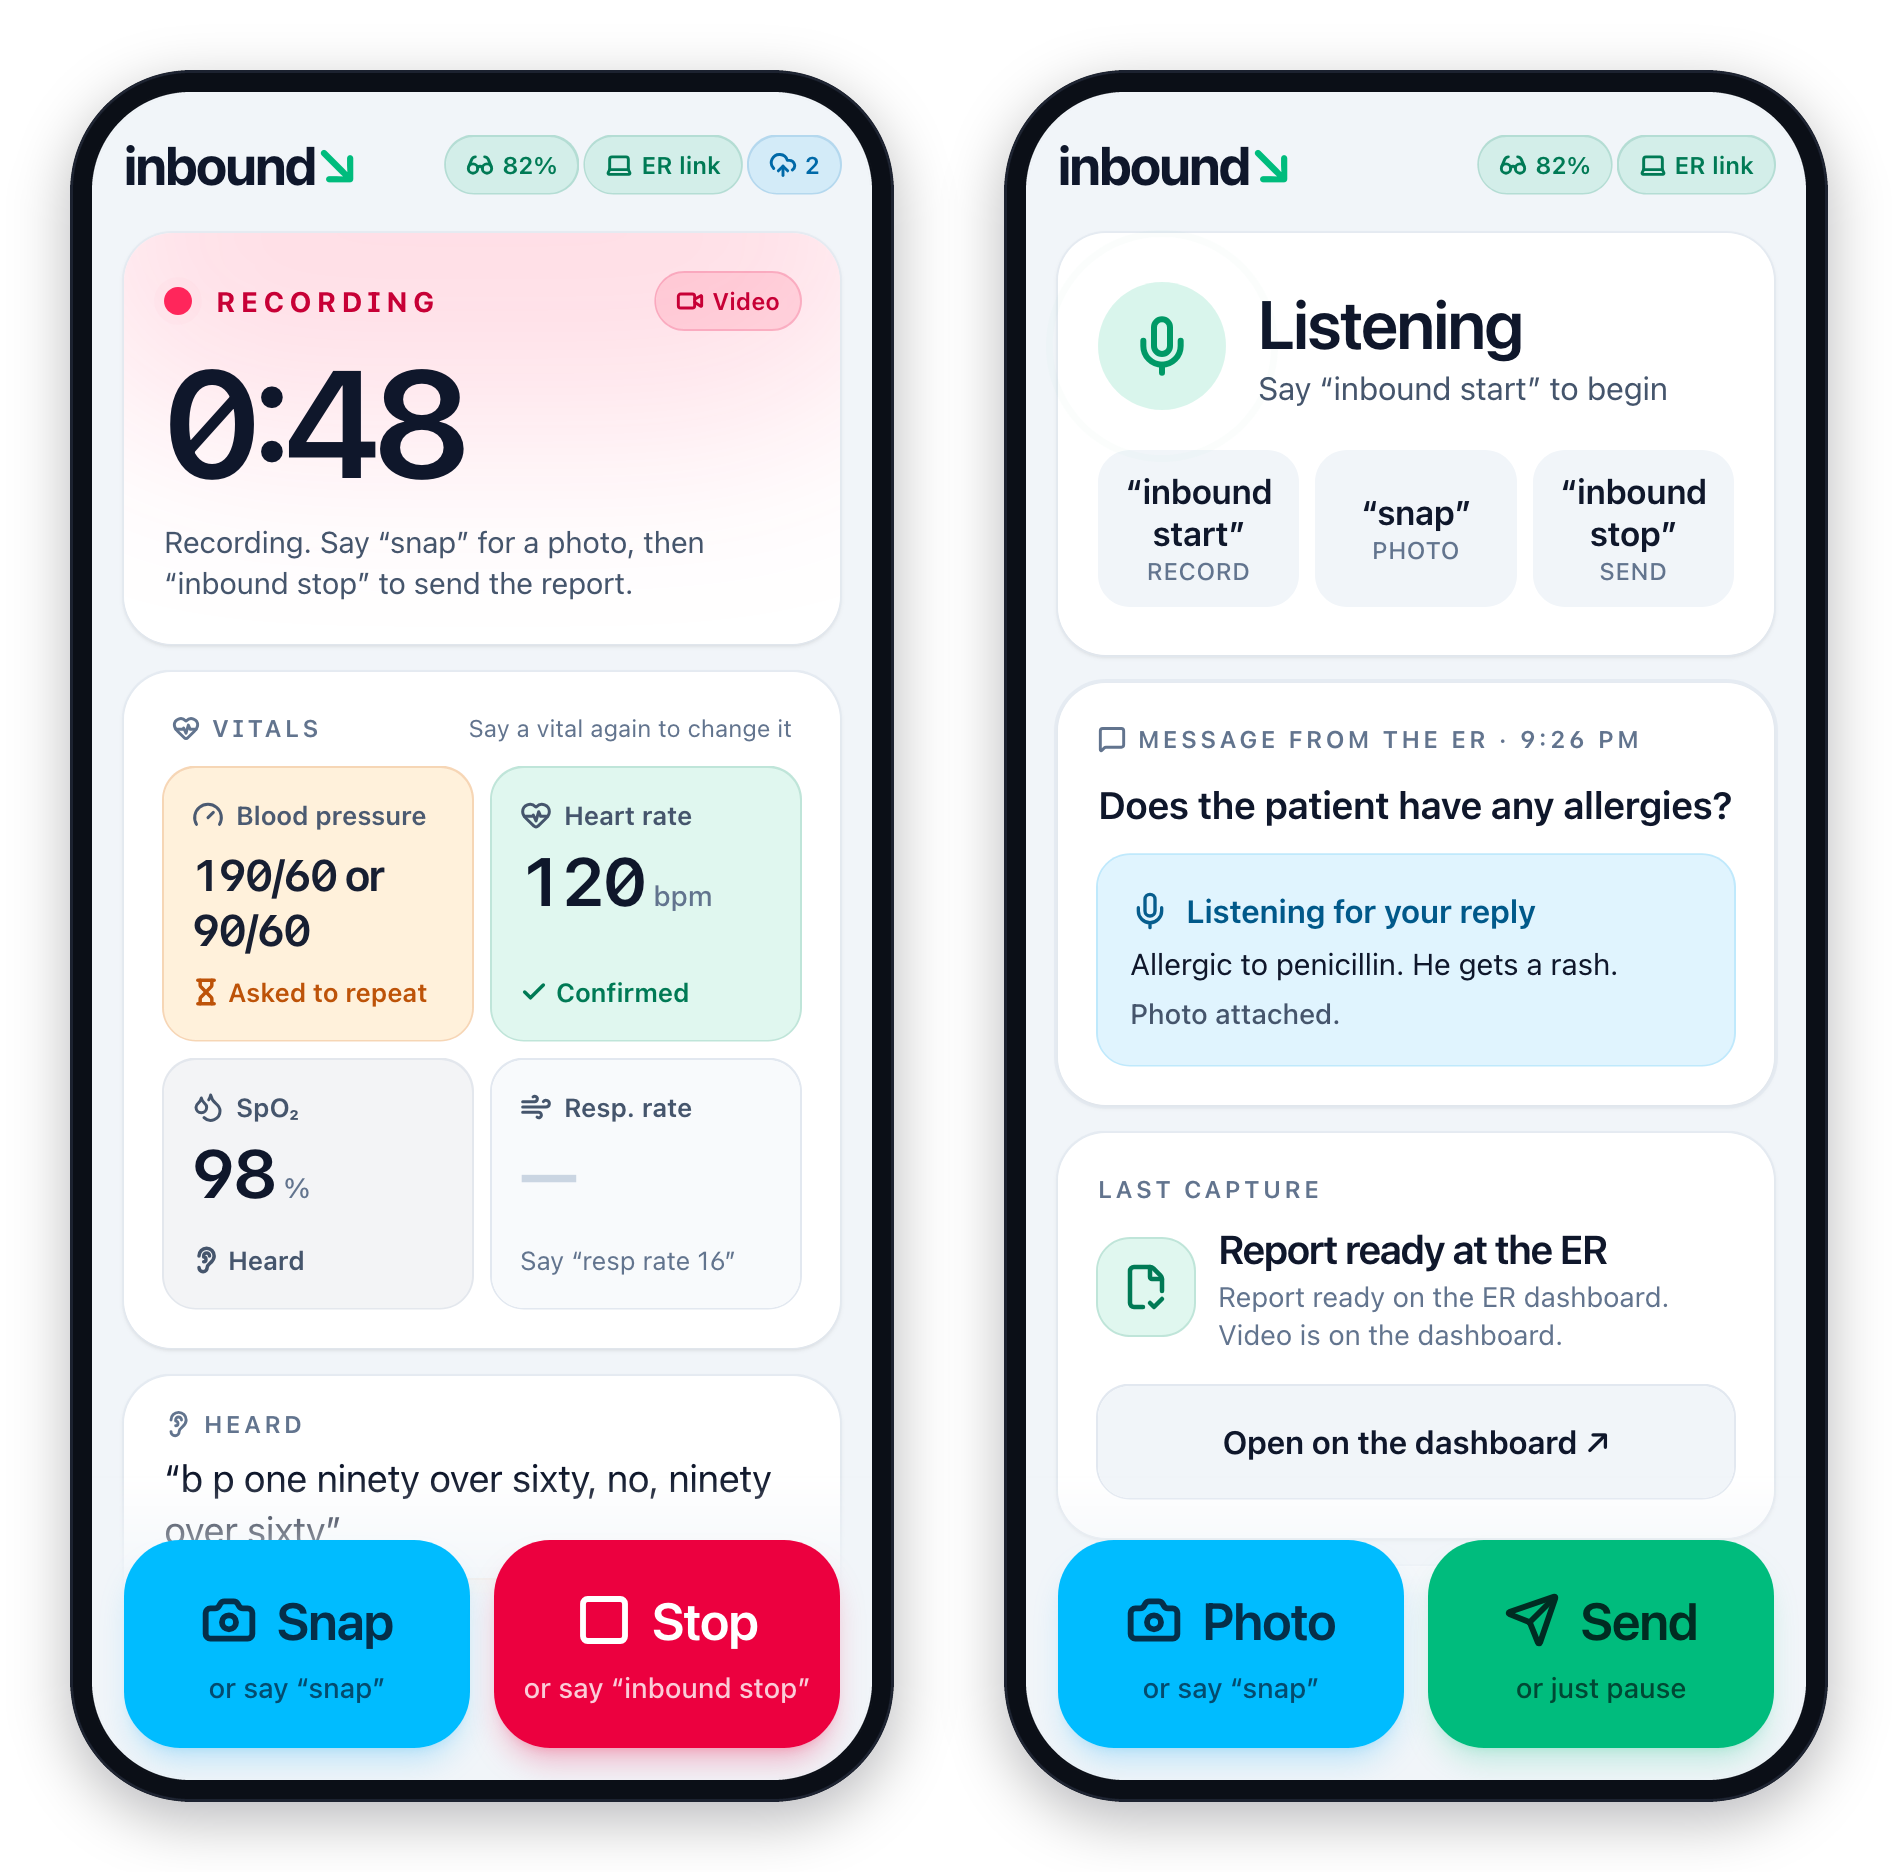 inbound
82%
ER link
2
RECORDING
Video
0:48
Recording. Say “snap” for a photo, then
“inbound stop” to send the report.
VITALS
Say a vital again to change it
Blood pressure
190/60 or
90/60
Asked to repeat
Heart rate
120 bpm
Confirmed
SpO₂
98 %
Heard
Resp. rate
—
Say “resp rate 16”
HEARD
“b p one ninety over sixty, no, ninety
over sixty”
Snap
or say “snap”
Stop
or say “inbound stop”
inbound
82%
ER link
Listening
Say “inbound start” to begin
“inbound
start”
RECORD
“snap”
PHOTO
“inbound
stop”
SEND
MESSAGE FROM THE ER · 9:26 PM
Does the patient have any allergies?
Listening for your reply
Allergic to penicillin. He gets a rash.
Photo attached.
LAST CAPTURE
Report ready at the ER
Report ready on the ER dashboard.
Video is on the dashboard.
Open on the dashboard
Photo
or say “snap”
Send
or just pause